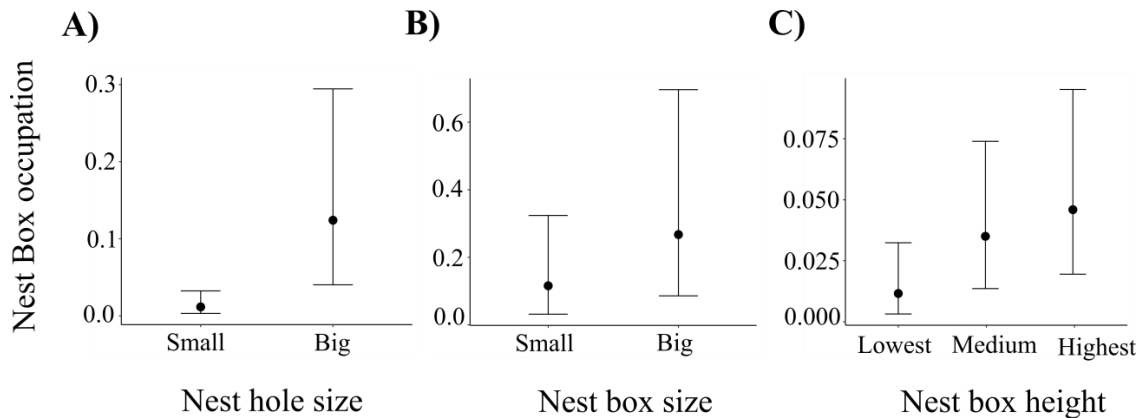 A)
B)
C)
Nest Box occupation
0.3
0.2
0.1
0.0
Small Big
Nest hole size
0.6
0.4
0.2
0.0
Small Big
Nest box size
0.075
0.050
0.025
0.000
Lowest Medium Highest
Nest box height